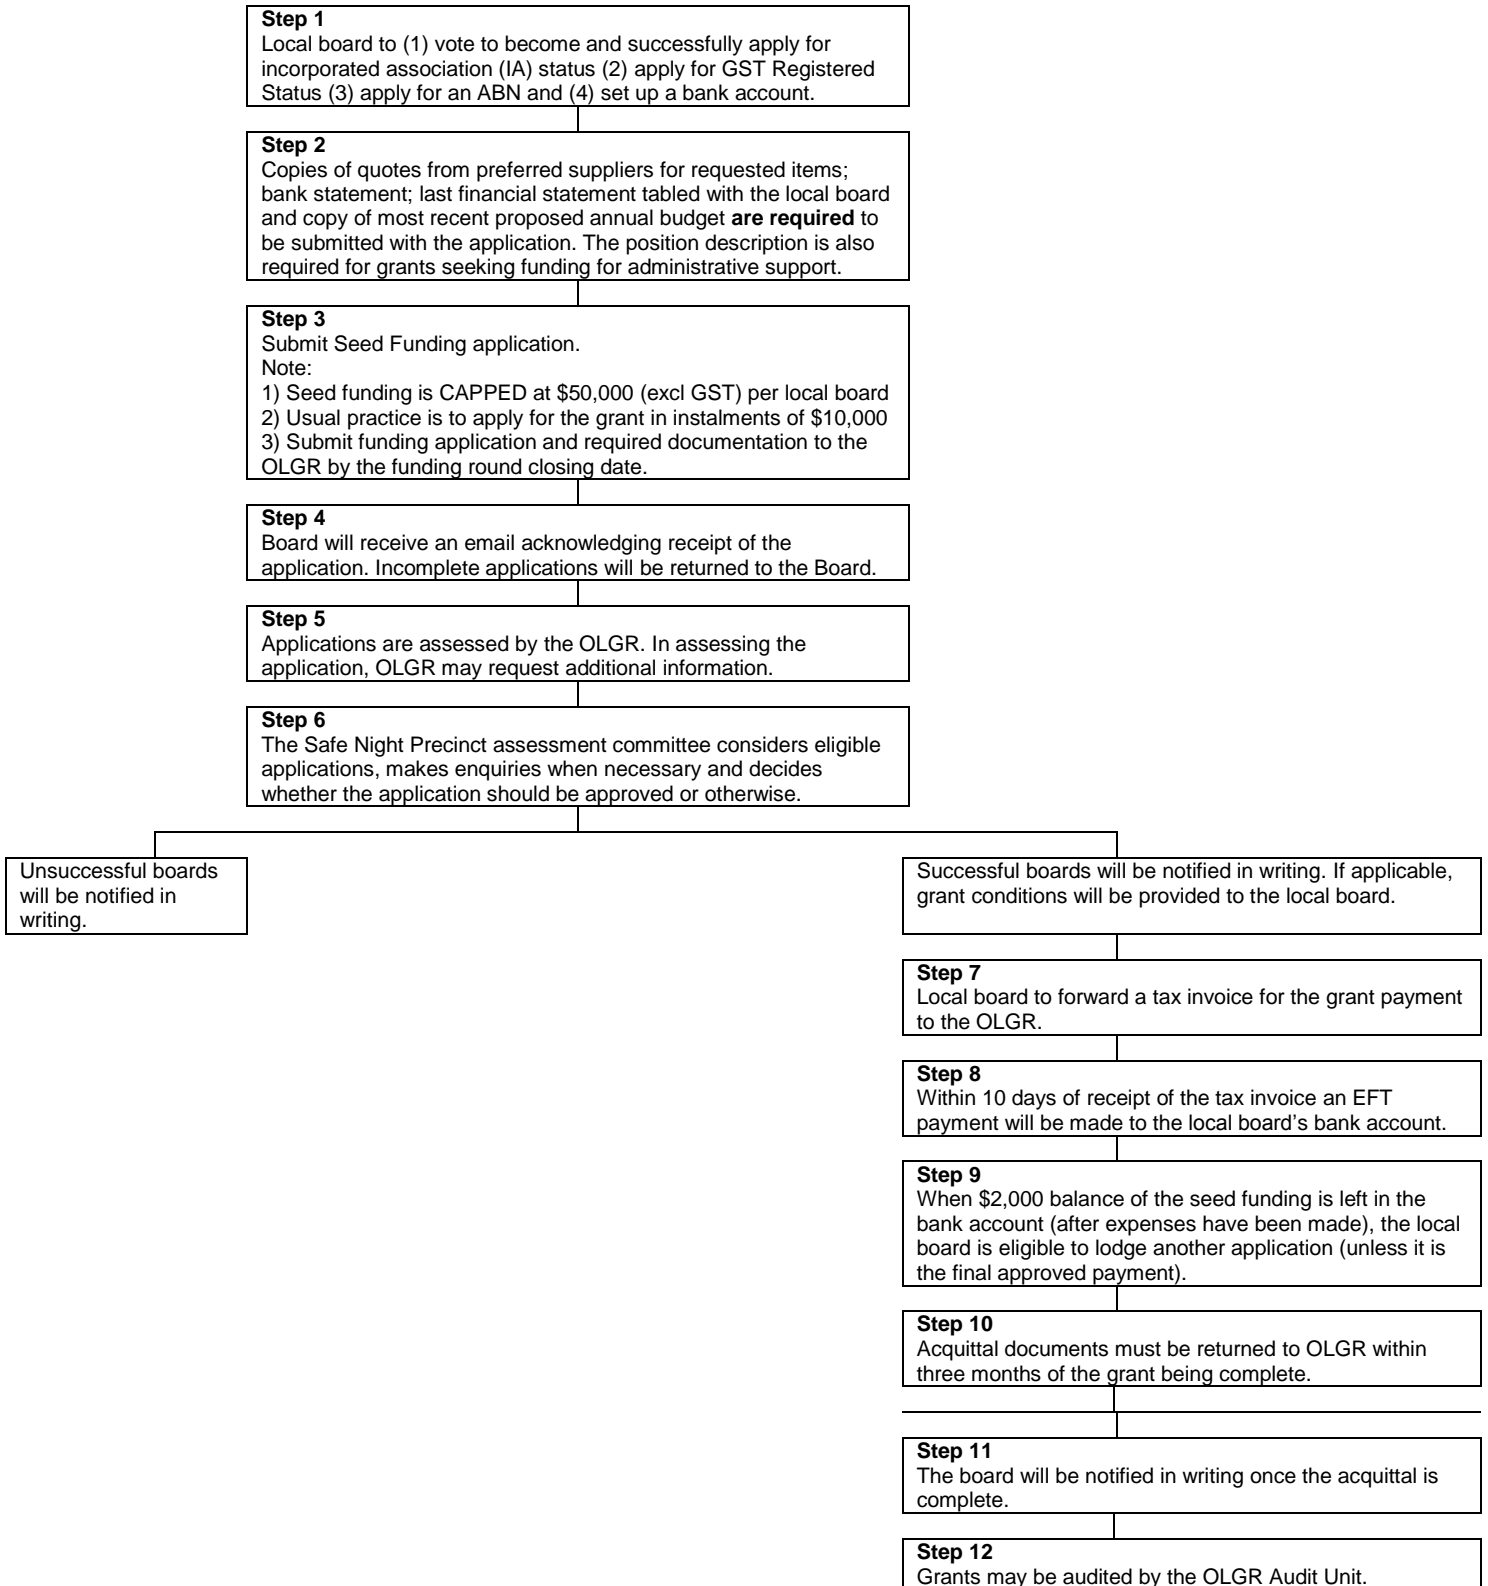 Step 1
Local board to (1) vote to become and successfully apply for
incorporated association (IA) status (2) apply for GST Registered
Status (3) apply for an ABN and (4) set up a bank account.
Step 2
Copies of quotes from preferred suppliers for requested items;
bank statement; last financial statement tabled with the local board
and copy of most recent proposed annual budget are required to
be submitted with the application. The position description is also
required for grants seeking funding for administrative support.
Step 3
Submit Seed Funding application.
Note:
1) Seed funding is CAPPED at $50,000 (excl GST) per local board
2) Usual practice is to apply for the grant in instalments of $10,000
3) Submit funding application and required documentation to the
OLGR by the funding round closing date.
Step 4
Board will receive an email acknowledging receipt of the
application. Incomplete applications will be returned to the Board.
Step 5
Applications are assessed by the OLGR. In assessing the
application, OLGR may request additional information.
Step 6
The Safe Night Precinct assessment committee considers eligible
applications, makes enquiries when necessary and decides
whether the application should be approved or otherwise.
Unsuccessful boards
will be notified in
writing.
Successful boards will be notified in writing. If applicable,
grant conditions will be provided to the local board.
Step 7
Local board to forward a tax invoice for the grant payment
to the OLGR.
Step 8
Within 10 days of receipt of the tax invoice an EFT
payment will be made to the local board’s bank account.
Step 9
When $2,000 balance of the seed funding is left in the
bank account (after expenses have been made), the local
board is eligible to lodge another application (unless it is
the final approved payment).
Step 10
Acquittal documents must be returned to OLGR within
three months of the grant being complete.
Step 11
The board will be notified in writing once the acquittal is
complete.
Step 12
Grants may be audited by the OLGR Audit Unit.